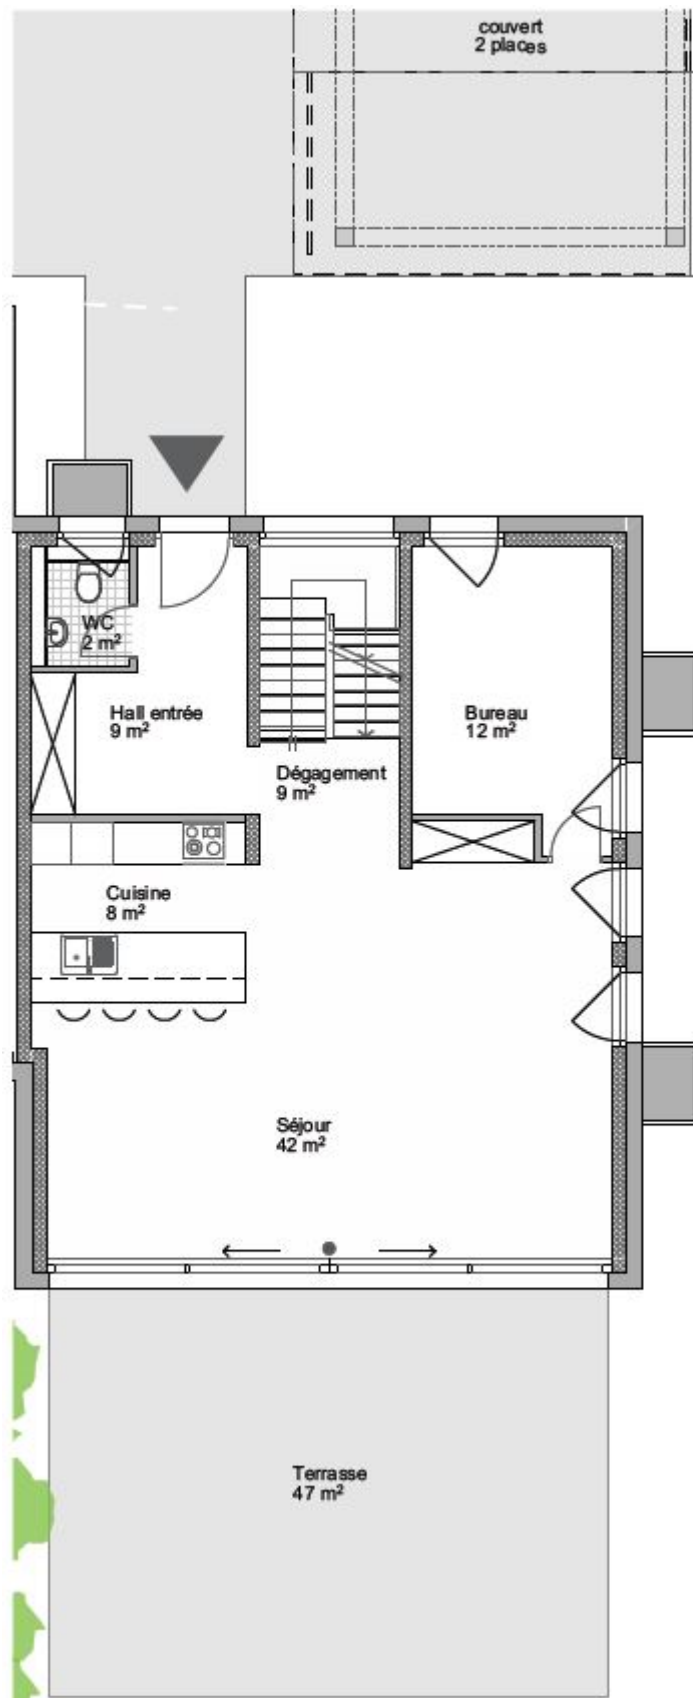 couvert
2 places
WC
2 m²
Hall entrée
9 m²
Bureau
12 m²
Dégagement
9 m²
Cuisine
8 m²
Séjour
42 m²
Terrasse
47 m²